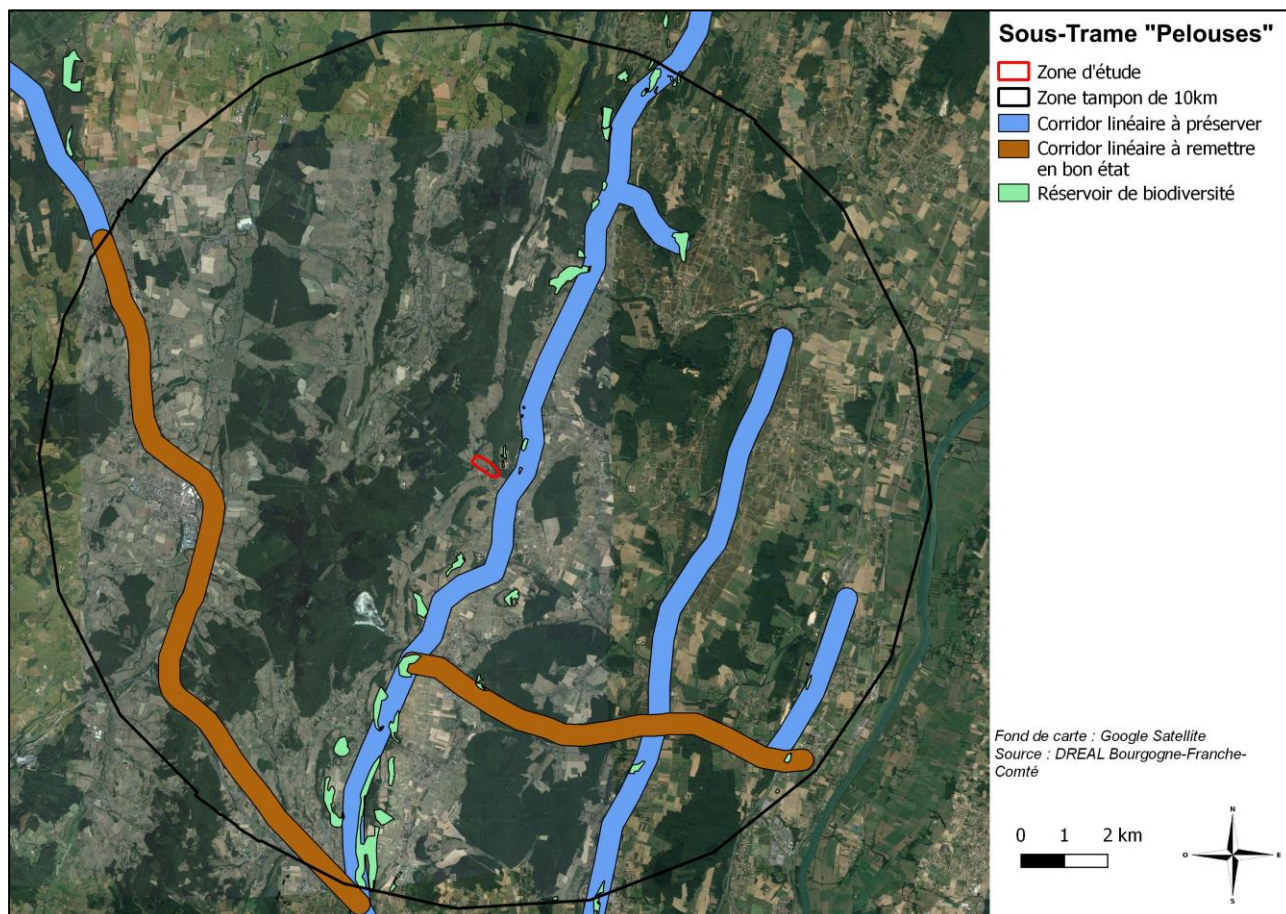 Sous-Trame "Pelouses"
Zone d'étude
Zone tampon de 10km
Corridor linéaire à préserver
Corridor linéaire à remettre
en bon état
Réservoir de biodiversité
Fond de carte : Google Satellite
Source : DREAL Bourgogne-Franche-
Comté
0 1 2 km
N
O E
S